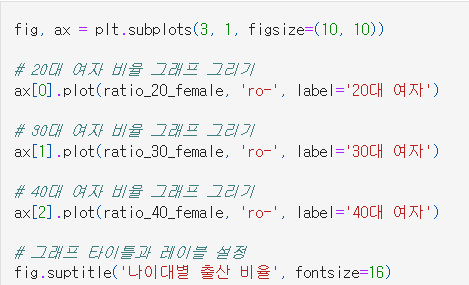 fig, ax = plt.subplots(3, 1, figsize=(10, 10))
# 20대 여자 비율 그래프 그리기
ax[0].plot(ratio_20_female, 'ro-', label='20대 여자')
# 30대 여자 비율 그래프 그리기
ax[1].plot(ratio_30_female, 'ro-', label='30대 여자')
# 40대 여자 비율 그래프 그리기
ax[2].plot(ratio_40_female, 'ro-', label='40대 여자')
# 그래프 타이틀과 레이블 설정
fig.suptitle('나이대별 출산 비율', fontsize=16)